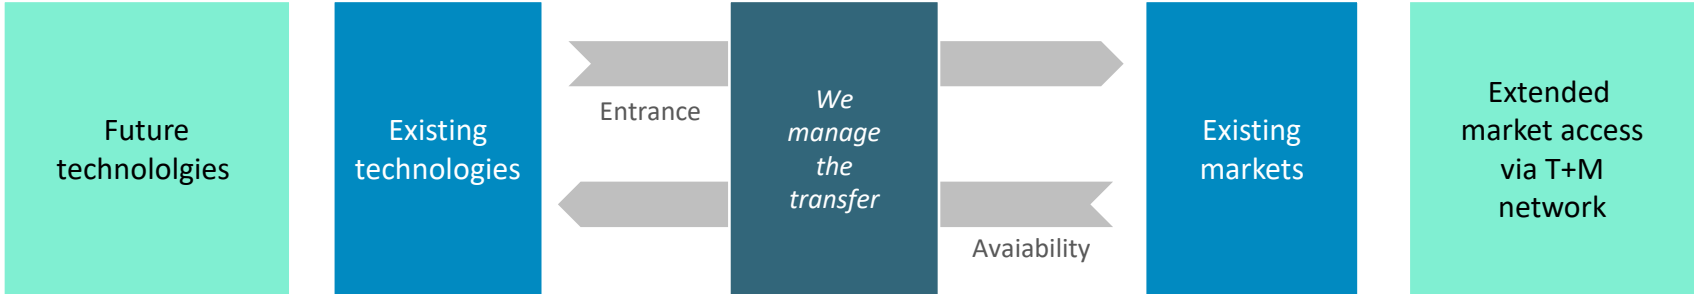 Future
technololgies
Existing
technologies
Entrance
We
manage
the
transfer
Avaiability
Existing
markets
Extended
market access
via T+M
network